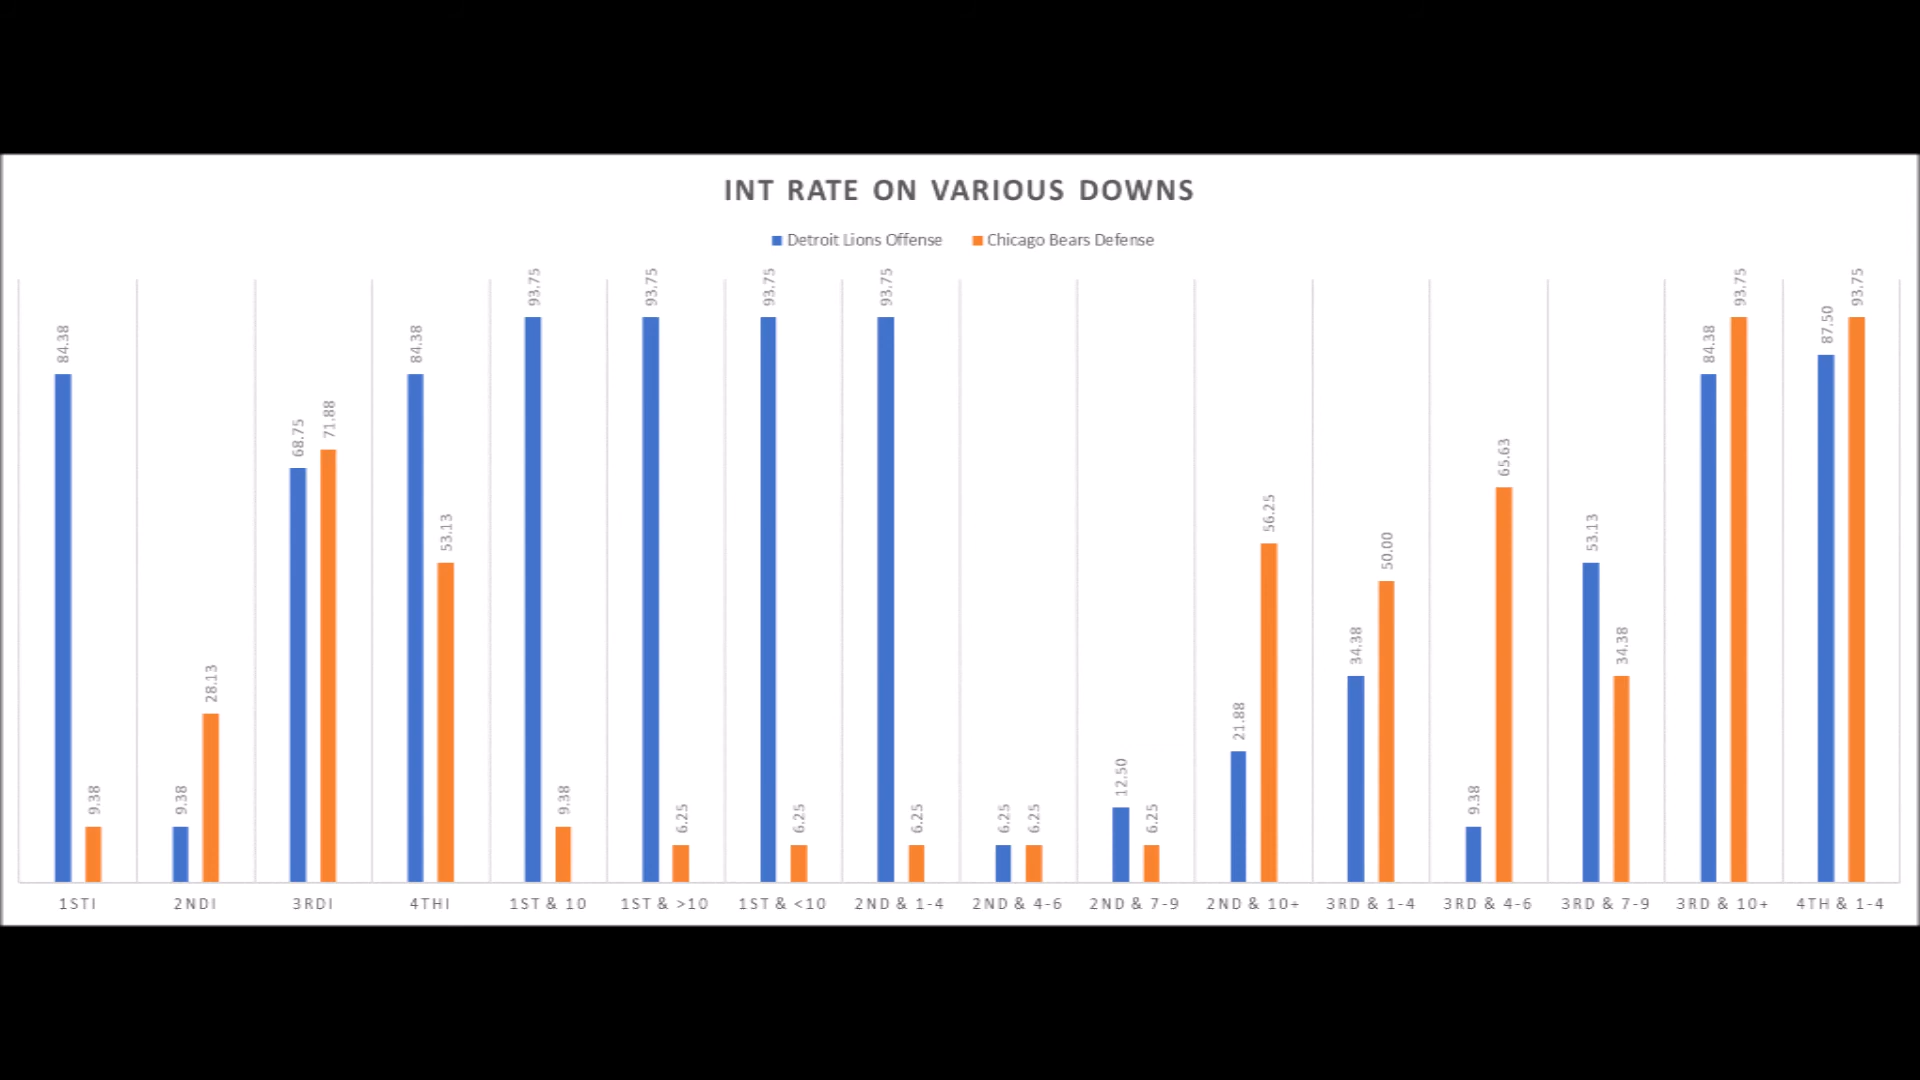 INT RATE ON VARIOUS DOWNS
Detroit Lions Offense Chicago Bears Defense
84.38 9.38 9.38 28.13 68.75 71.88 84.38 53.13 93.75 9.38 93.75 6.25 93.75 6.25 93.75 6.25 6.25 6.25 12.50 6.25 21.88 56.25 34.38 50.00 9.38 65.63 53.13 34.38 84.38 93.75 87.50 93.75
1STI 2NDI 3RDI 4THI 1ST & 10 1ST & >10 1ST & <10 2ND & 1-4 2ND & 4-6 2ND & 7-9 2ND & 10+ 3RD & 1-4 3RD & 4-6 3RD & 7-9 3RD & 10+ 4TH & 1-4